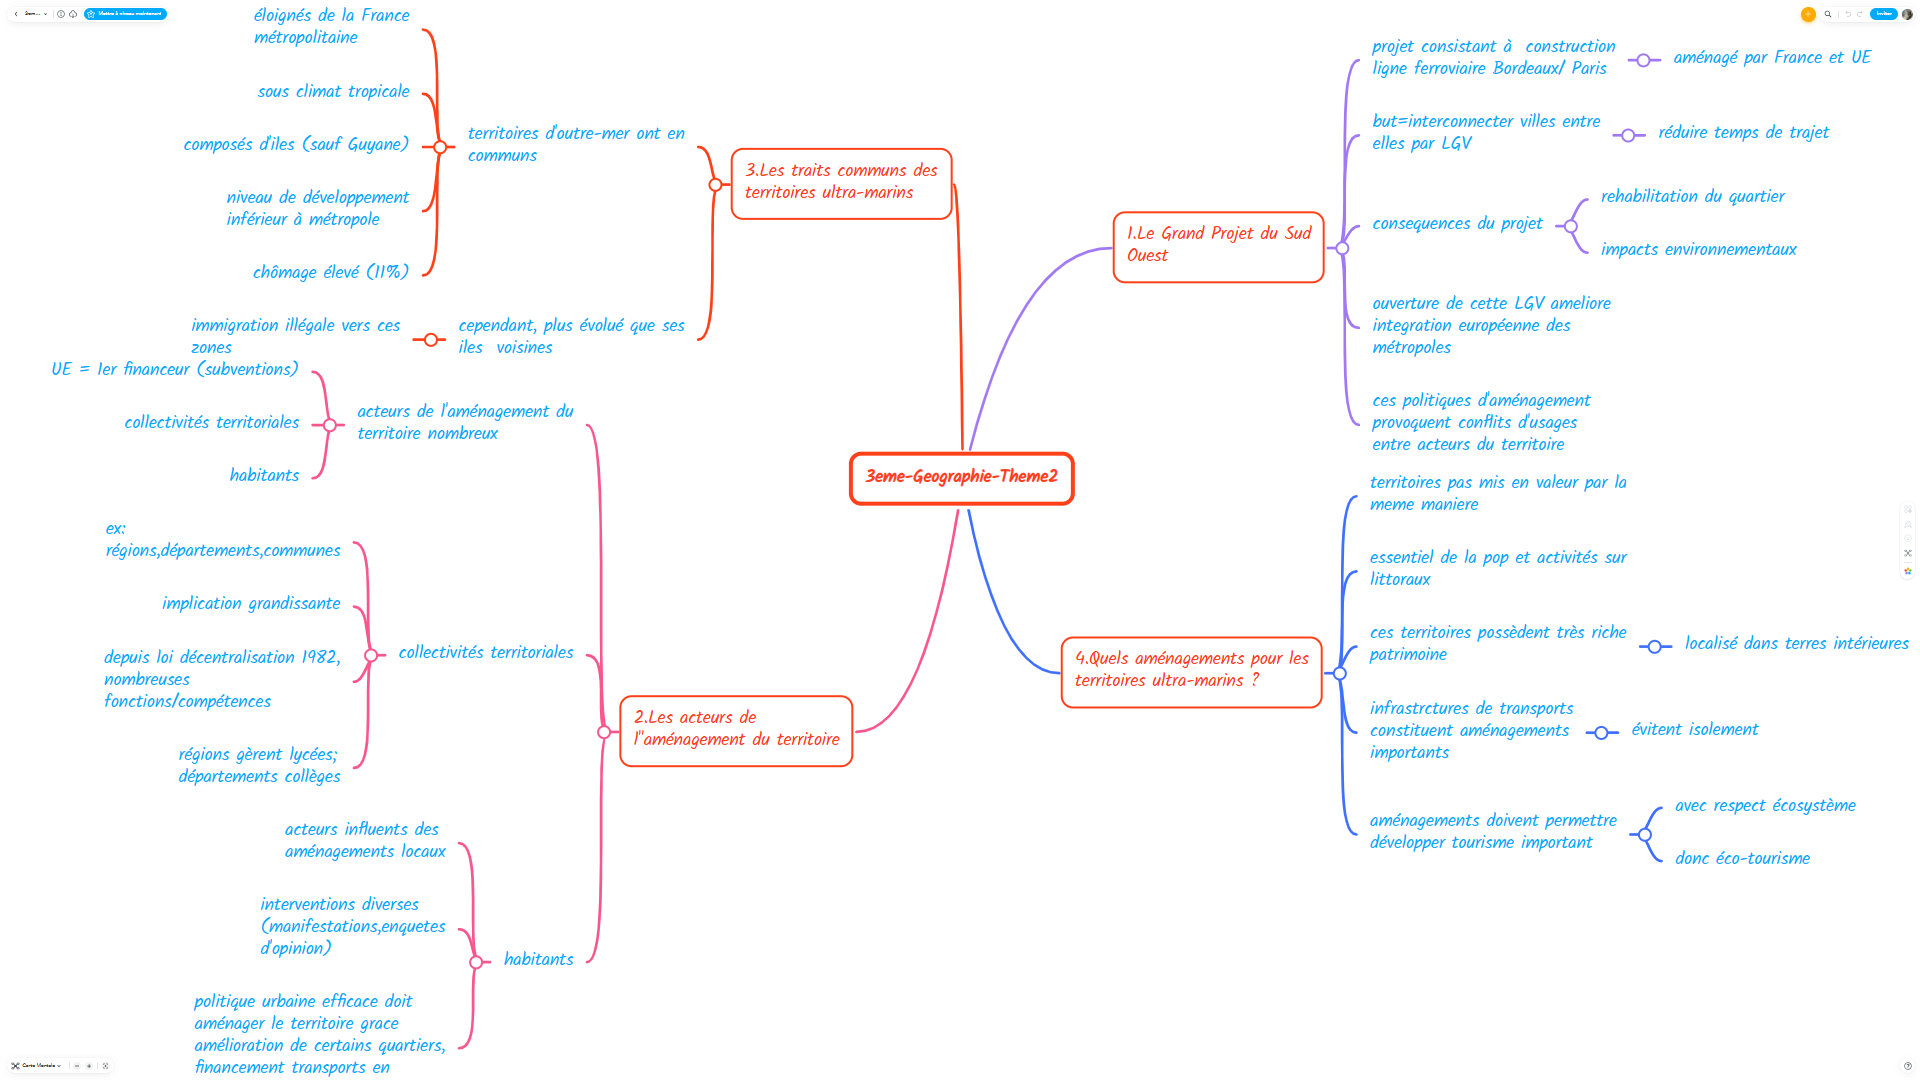 Mettre à niveau maintenant
Inviter
3eme-Geographie-Theme2
1.Le Grand Projet du Sud
Ouest
projet consistant à construction
ligne ferroviaire Bordeaux/ Paris
aménagé par France et UE
but=interconnecter villes entre
elles par LGV
réduire temps de trajet
consequences du projet
rehabilitation du quartier
impacts environnementaux
ouverture de cette LGV ameliore
integration européenne des
métropoles
ces politiques d'aménagement
provoquent conflits d'usages
entre acteurs du territoire
2.Les acteurs de
l''aménagement du territoire
acteurs de l'aménagement du
territoire nombreux
UE = 1er financeur (subventions)
collectivités territoriales
habitants
collectivités territoriales
ex:
régions,départements,communes
implication grandissante
depuis loi décentralisation 1982,
nombreuses
fonctions/compétences
régions gèrent lycées;
départements collèges
habitants
acteurs influents des
aménagements locaux
interventions diverses
(manifestations,enquetes
d'opinion)
politique urbaine efficace doit
aménager le territoire grace
amélioration de certains quartiers,
financement transports en
3.Les traits communs des
territoires ultra-marins
territoires d'outre-mer ont en
communs
éloignés de la France
métropolitaine
sous climat tropicale
composés d'iles (sauf Guyane)
niveau de développement
inférieur à métropole
chômage élevé (11%)
cependant, plus évolué que ses
iles voisines
immigration illégale vers ces
zones
4.Quels aménagements pour les
territoires ultra-marins ?
territoires pas mis en valeur par la
meme maniere
essentiel de la pop et activités sur
littoraux
ces territoires possèdent très riche
patrimoine
localisé dans terres intérieures
infrastrctures de transports
constituent aménagements
importants
évitent isolement
aménagements doivent permettre
développer tourisme important
avec respect écosystème
donc éco-tourisme
Carte Mentale